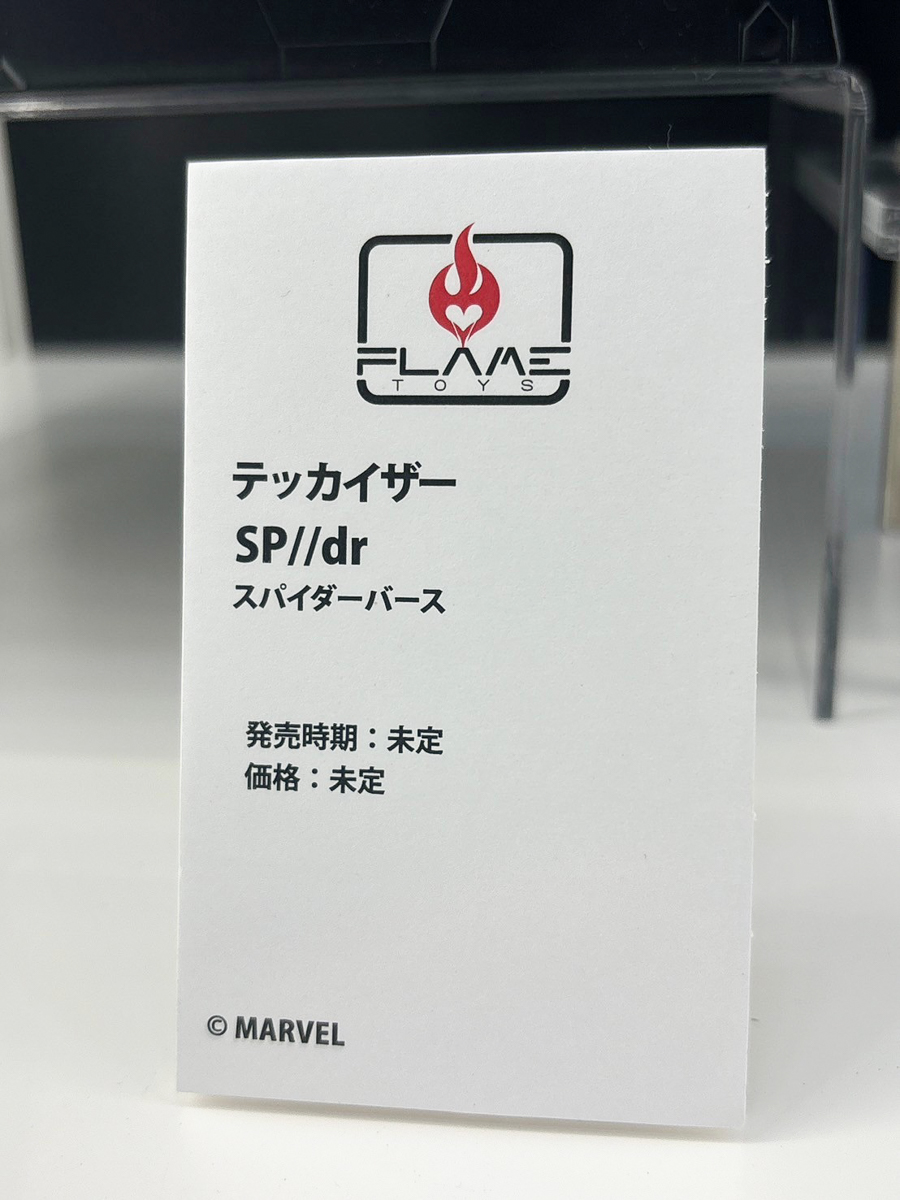 FLAME
TOYS
テッカイザー
SP//dr
スパイダーバース
発売時期：未定
価格：未定
© MARVEL